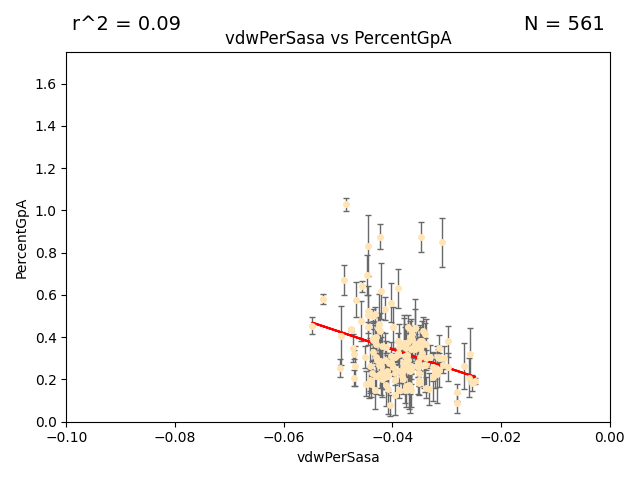 r^2 = 0.09
N = 561
vdwPerSasa vs PercentGpA
PercentGpA
1.6
1.4
1.2
1.0
0.8
0.6
0.4
0.2
0.0
−0.10 −0.08 −0.06 −0.04 −0.02 0.00
vdwPerSasa